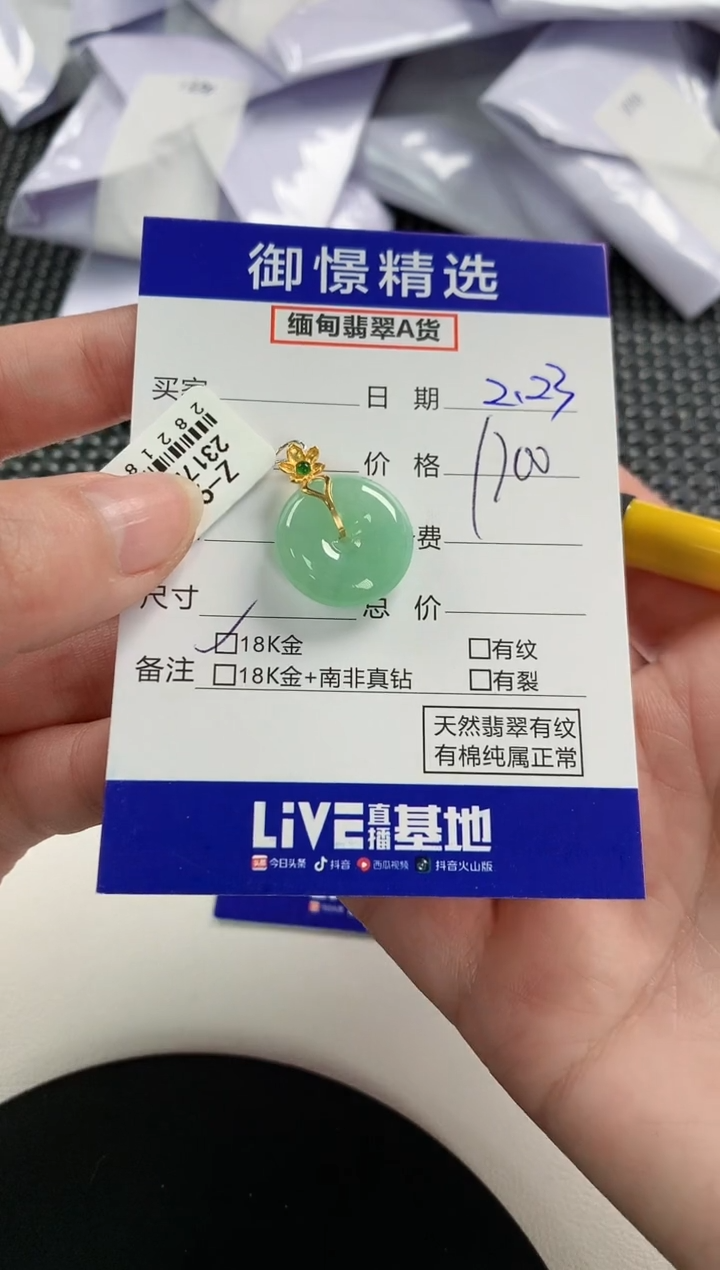 御憬精选
缅甸翡翠A货
买家 日期 2.23
价格 1700
费
尺寸 总价
18K金 有纹
备注 18K金+南非真钻 有裂
天然翡翠有纹
有棉纯属正常
LiVE直播基地
头条 今日头条 抖音 西瓜视频 抖音火山版